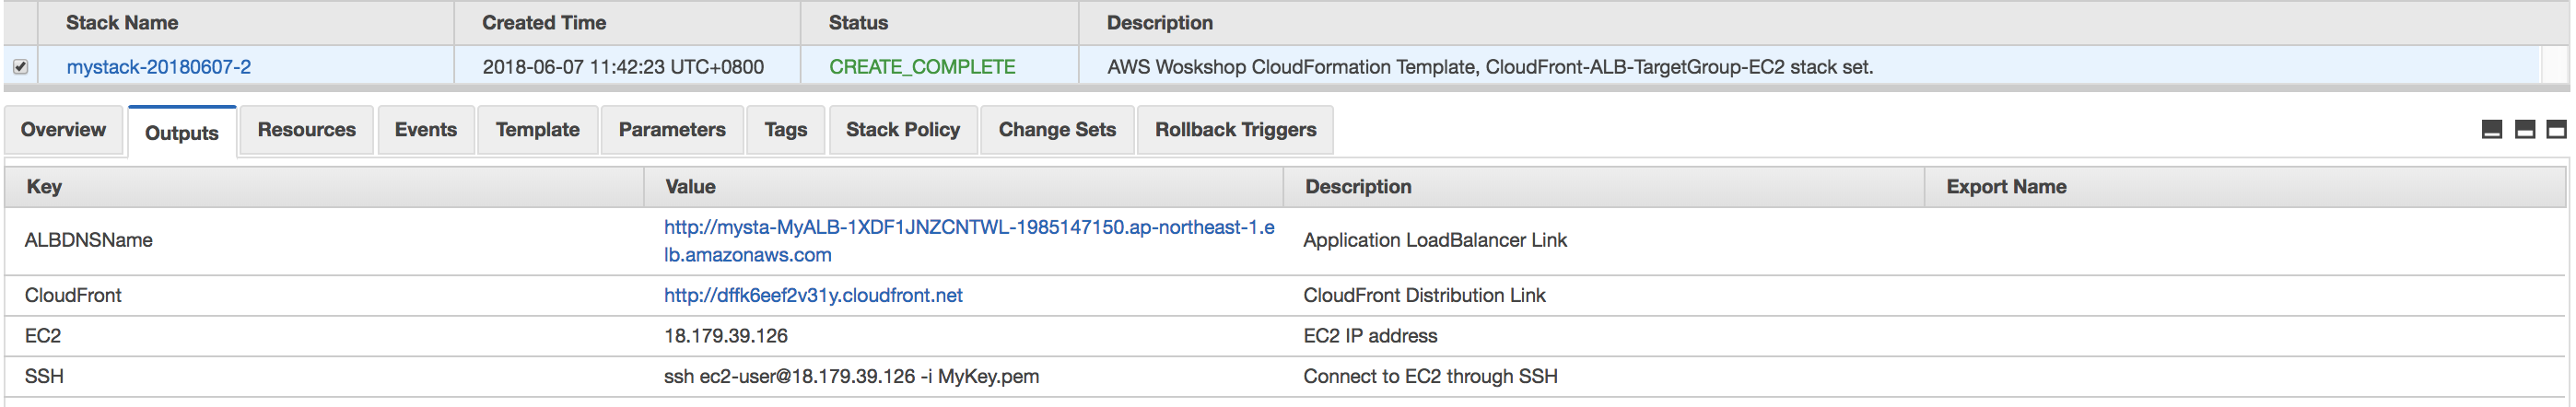 Stack Name Created Time Status Description
mystack-20180607-2 2018-06-07 11:42:23 UTC+0800 CREATE_COMPLETE AWS Woskshop CloudFormation Template, CloudFront-ALB-TargetGroup-EC2 stack set.
Overview Outputs Resources Events Template Parameters Tags Stack Policy Change Sets Rollback Triggers
Key Value Description Export Name
ALBDNSName http://mysta-MyALB-1XDF1JNZCNTWL-1985147150.ap-northeast-1.e Application LoadBalancer Link
lb.amazonaws.com
CloudFront http://dffk6eef2v31y.cloudfront.net CloudFront Distribution Link
EC2 18.179.39.126 EC2 IP address
SSH ssh ec2-user@18.179.39.126 -i MyKey.pem Connect to EC2 through SSH